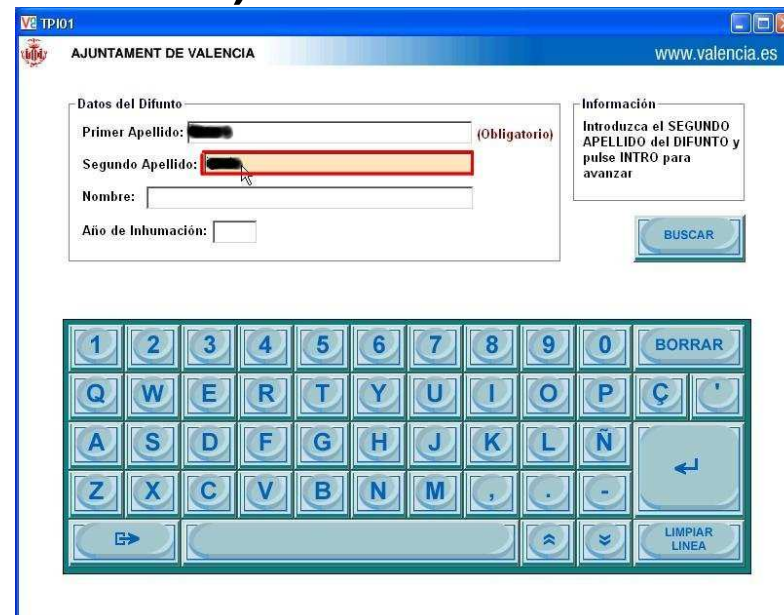 TPI01
AJUNTAMENT DE VALENCIA
www.valencia.es
Datos del Difunto
Primer Apellido:
(Obligatorio)
Segundo Apellido:
Nombre:
Año de Inhumación:
Información
Introduzca el SEGUNDO
APELLIDO del DIFUNTO y
pulse INTRO para
avanzar
BUSCAR
1 2 3 4 5 6 7 8 9 0 BORRAR
Q W E R T Y U I O P Ç '
A S D F G H J K L Ñ
Z X C V B N M , . -
LIMPIAR
LINEA